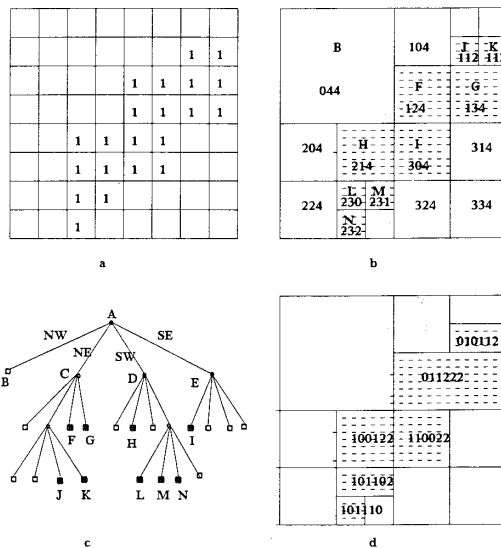 1 1
1 1 1 1
1 1 1 1
1 1 1 1
1 1 1 1
1 1
1
a
B 104 J K
112
044 F G
124 134
204 H I 314
214 304
224 L M 324 334
230 231
N
232
b
A
NW SE
NE SW
B C D E
F G H I
J K L M N
c
010112
011222
100122 110022
101102
101110
d